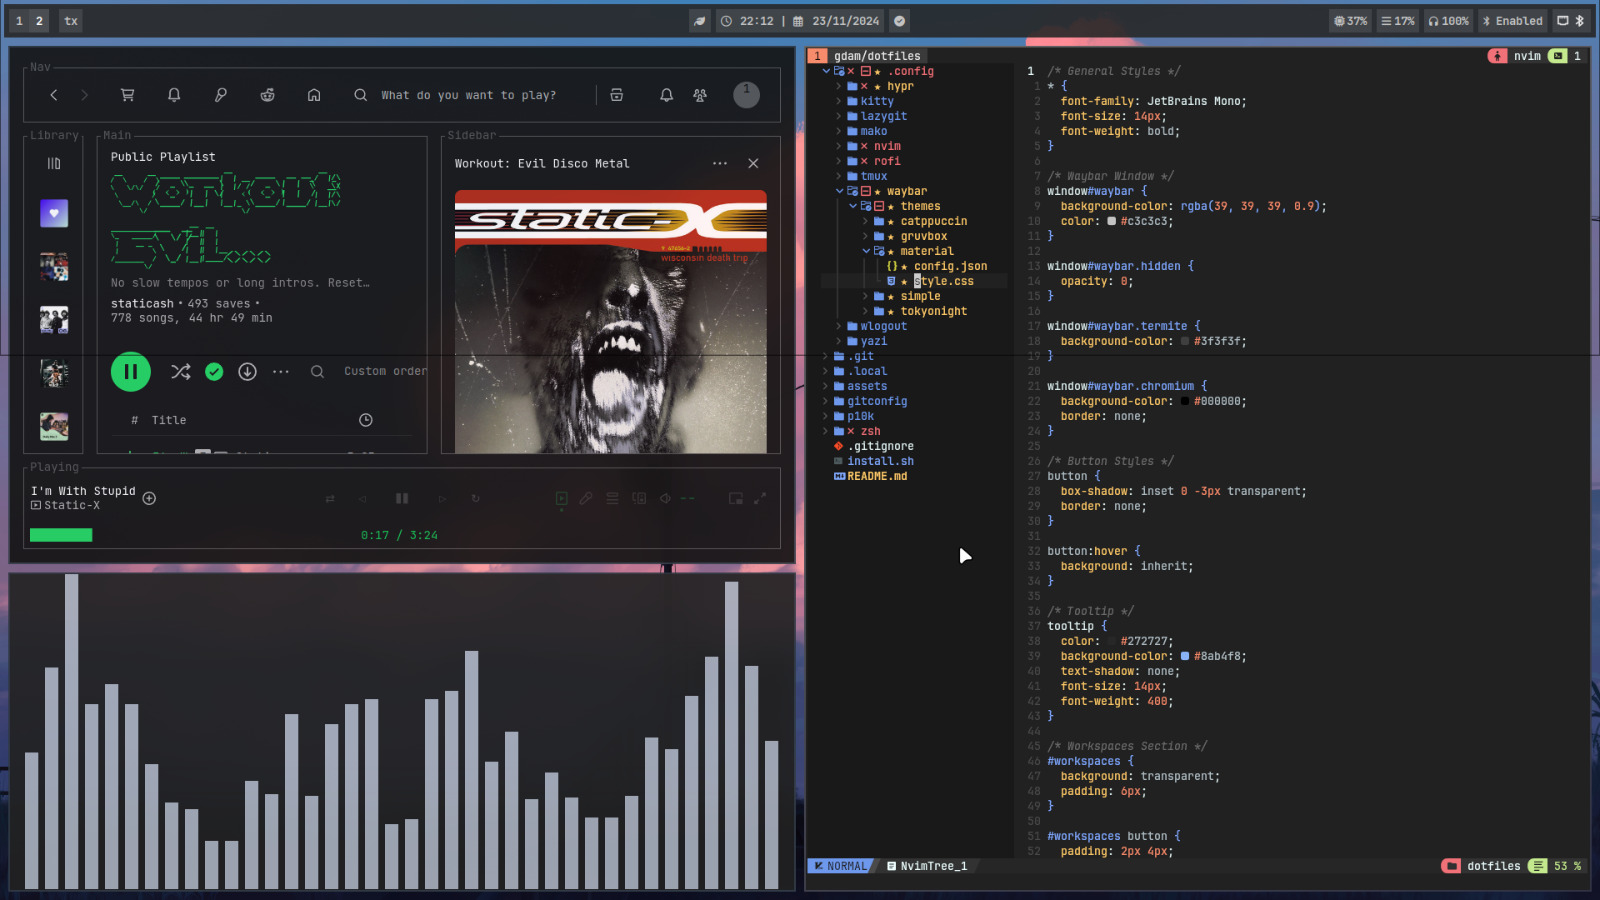 1 2 tx
22:12 | 23/11/2024
37% 17% 100% Enabled
Nav
What do you want to play?
1
Library
Main
Public Playlist
Workout
EVIL
No slow tempos or long intros. Reset…
staticash • 493 saves •
778 songs, 44 hr 49 min
Custom order
# Title
Sidebar
Workout: Evil Disco Metal
static-X
wisconsin death trip
Playing
I'm With Stupid
Static-X
0:17 / 3:24
1 gdam/dotfiles
nvim 1
.config
hypr
kitty
lazygit
mako
nvim
rofi
tmux
waybar
themes
catppuccin
gruvbox
material
config.json
style.css
simple
tokyonight
wlogout
yazi
.git
.local
assets
gitconfig
p10k
zsh
.gitignore
install.sh
README.md
1 /* General Styles */
1 * {
2 font-family: JetBrains Mono;
3 font-size: 14px;
4 font-weight: bold;
5 }
6
7 /* Waybar Window */
8 window#waybar {
9 background-color: rgba(39, 39, 39, 0.9);
10 color: #c3c3c3;
11 }
12
13 window#waybar.hidden {
14 opacity: 0;
15 }
16
17 window#waybar.termite {
18 background-color: #3f3f3f;
19 }
20
21 window#waybar.chromium {
22 background-color: #000000;
23 border: none;
24 }
25
26 /* Button Styles */
27 button {
28 box-shadow: inset 0 -3px transparent;
29 border: none;
30 }
31
32 button:hover {
33 background: inherit;
34 }
35
36 /* Tooltip */
37 tooltip {
38 color: #272727;
39 background-color: #8ab4f8;
40 text-shadow: none;
41 font-size: 14px;
42 font-weight: 400;
43 }
44
45 /* Workspaces Section */
46 #workspaces {
47 background: transparent;
48 padding: 6px;
49 }
50
51 #workspaces button {
52 padding: 2px 4px;
NORMAL NvimTree_1
dotfiles 53 %